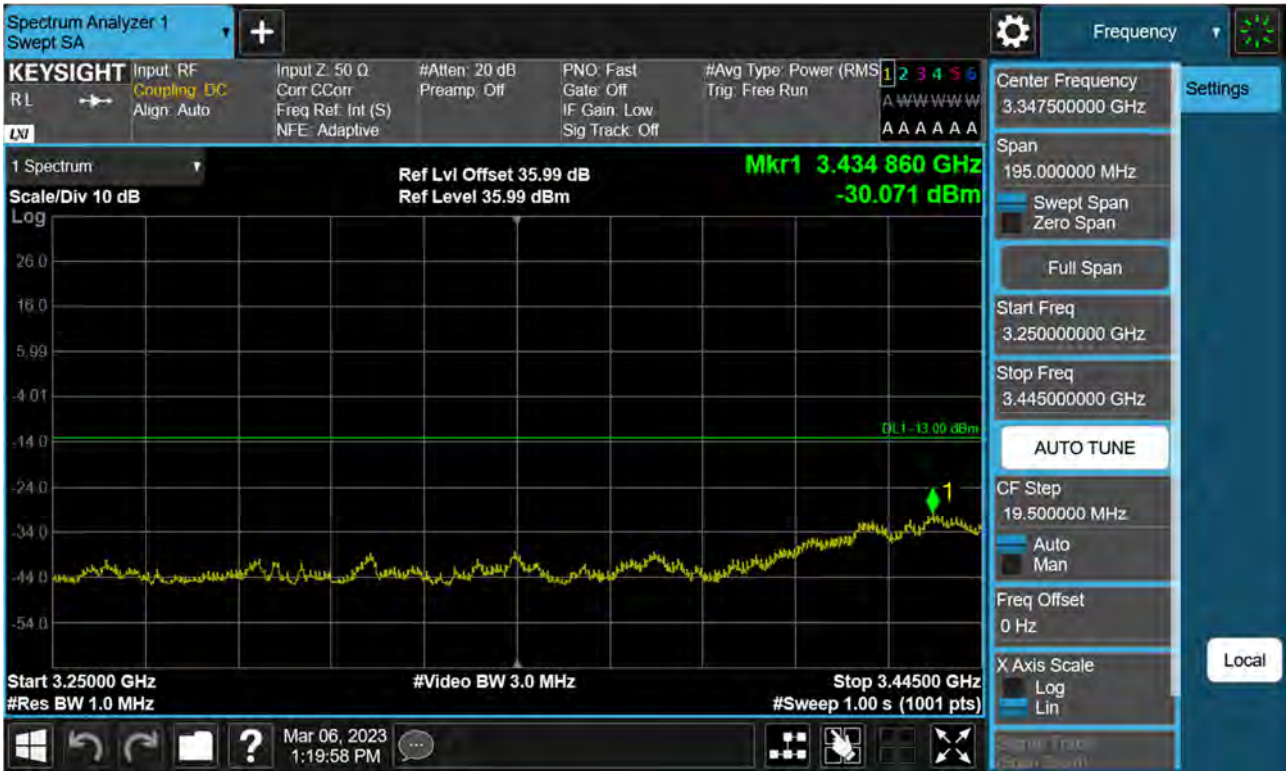 Spectrum Analyzer 1
Swept SA
+
Frequency
KEYSIGHT
RL
LXI
Input: RF
Coupling: DC
Align: Auto
Input Z: 50 Ω
Corr CCorr
Freq Ref: Int (S)
NFE: Adaptive
#Atten: 20 dB
Preamp: Off
PNO: Fast
Gate: Off
IF Gain: Low
Sig Track: Off
#Avg Type: Power (RMS
Trig: Free Run
1 2 3 4 5 6
A W W W W W
A A A A A A
Center Frequency
3.347500000 GHz
Settings
Span
195.000000 MHz
Swept Span
Zero Span
Full Span
Start Freq
3.250000000 GHz
Stop Freq
3.445000000 GHz
AUTO TUNE
CF Step
19.500000 MHz
Auto
Man
Freq Offset
0 Hz
X Axis Scale
Log
Lin
Local
1 Spectrum
Scale/Div 10 dB
Log
Ref Lvl Offset 35.99 dB
Ref Level 35.99 dBm
Mkr1 3.434 860 GHz
-30.071 dBm
26.0
16.0
5.99
-4.01
-14.0
-24.0
-34.0
-44.0
-54.0
DL1 -13.00 dBm
1
Start 3.25000 GHz
#Res BW 1.0 MHz
#Video BW 3.0 MHz
Stop 3.44500 GHz
#Sweep 1.00 s (1001 pts)
?
Mar 06, 2023
1:19:58 PM